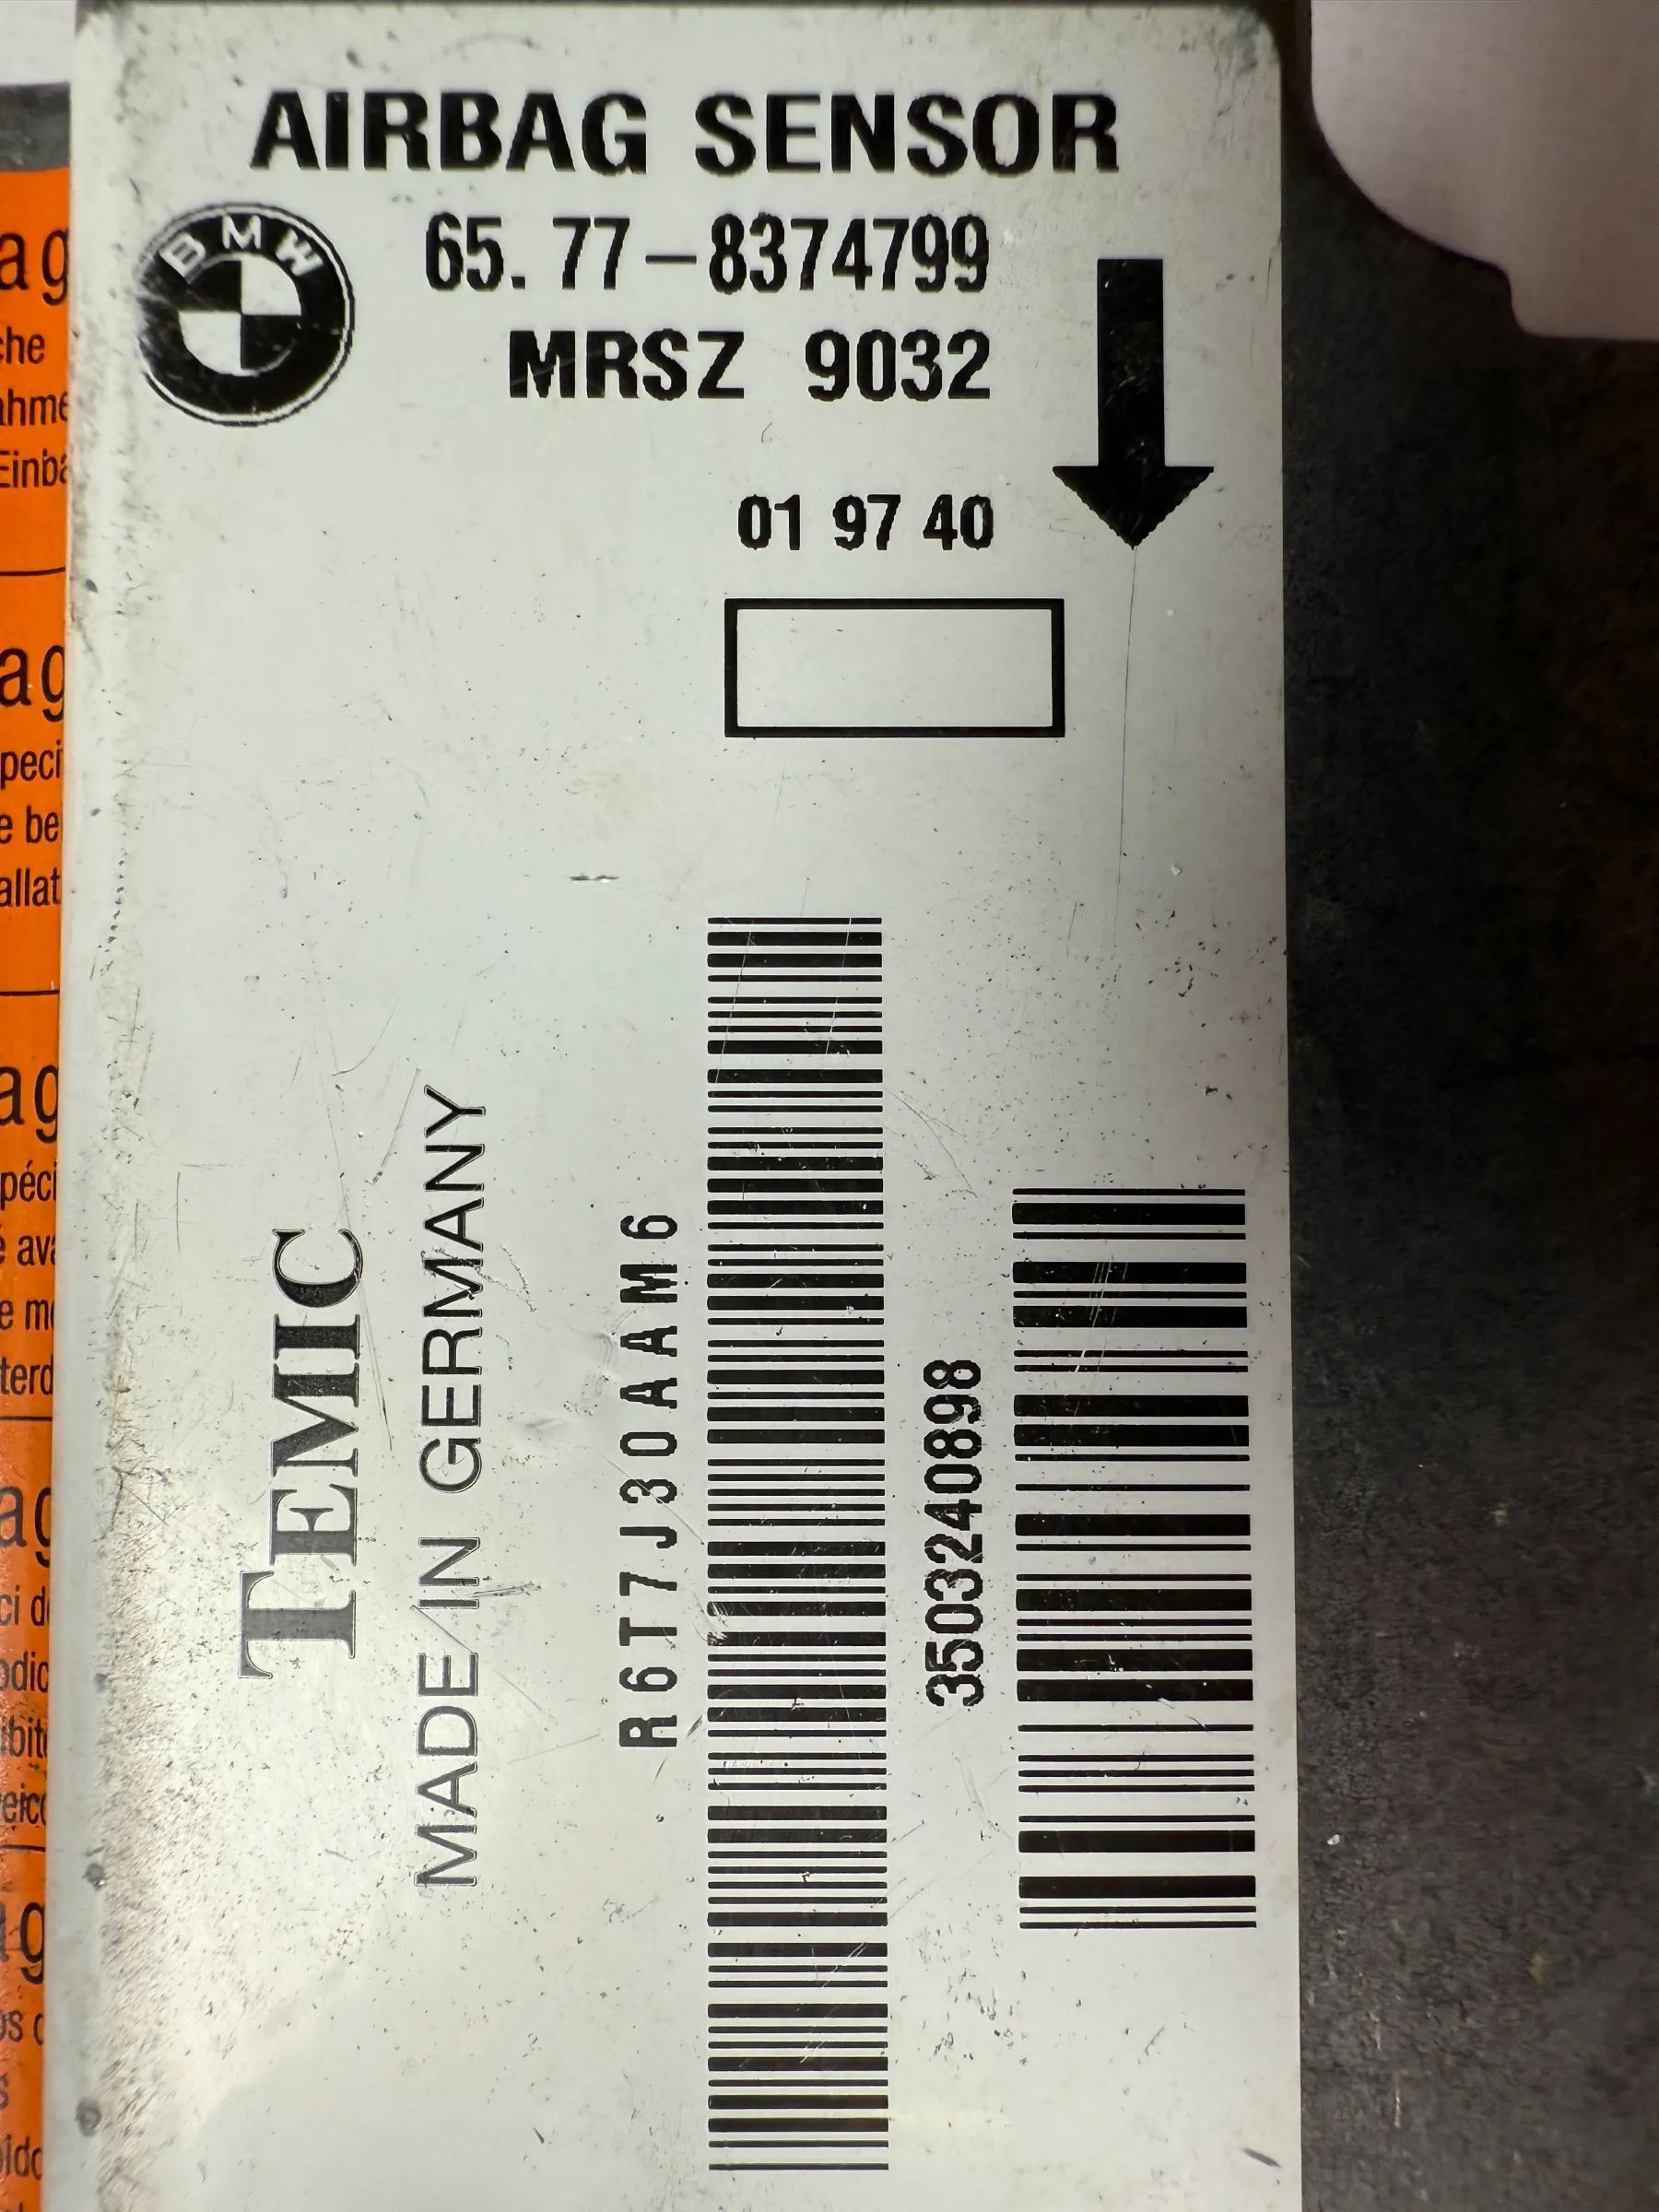 AIRBAG SENSOR
BMW
65.77-8374799
MRSZ 9032
01 97 40
TEMIC
MADE IN GERMANY
R6T7J30AAM6
3503240898